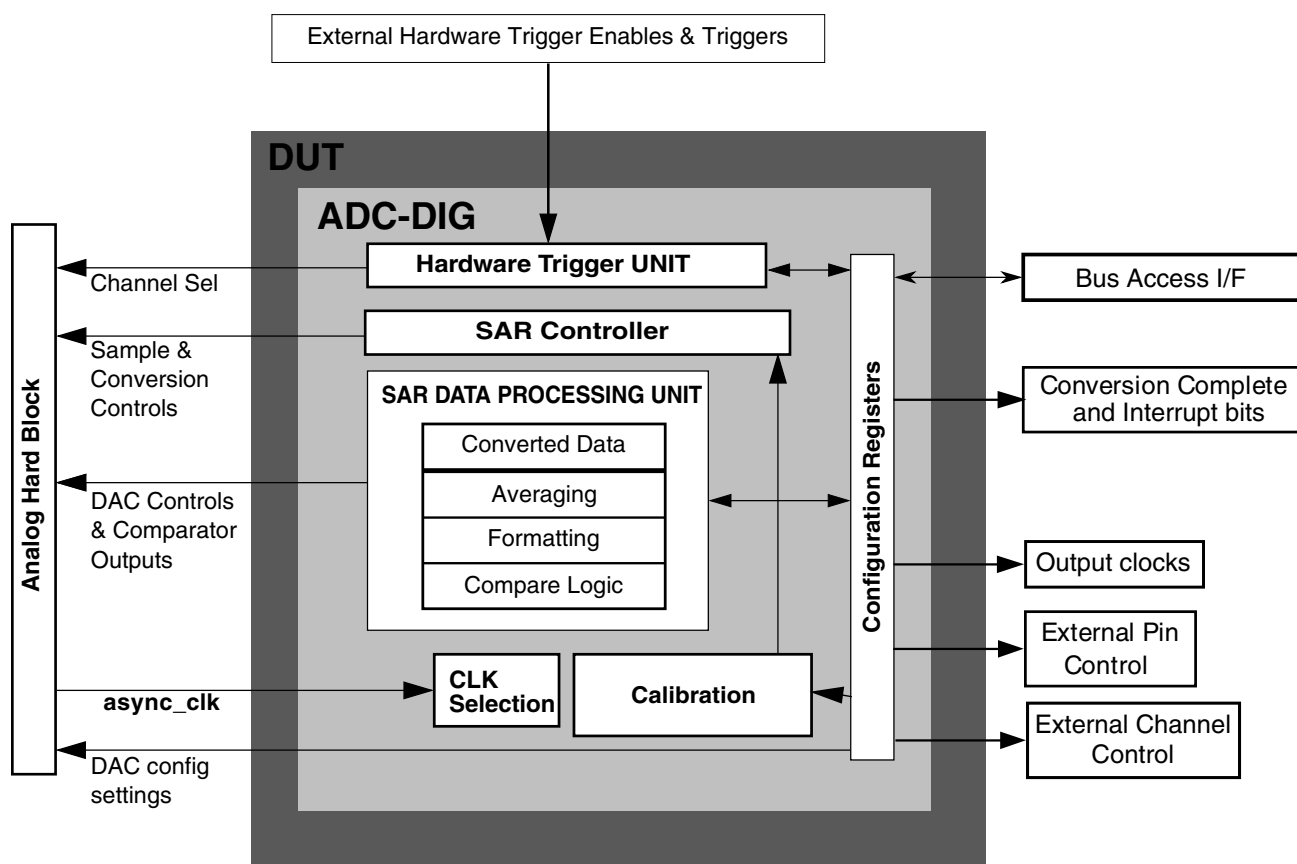 External Hardware Trigger Enables & Triggers
DUT
ADC-DIG
Hardware Trigger UNIT
Channel Sel
Bus Access I/F
SAR Controller
Sample &
Conversion
Controls
Analog Hard Block
SAR DATA PROCESSING UNIT
Converted Data
Averaging
Formatting
Compare Logic
Configuration Registers
Conversion Complete
and Interrupt bits
DAC Controls
& Comparator
Outputs
Output clocks
External Pin
Control
CLK
Selection
Calibration
async_clk
External Channel
Control
DAC config
settings